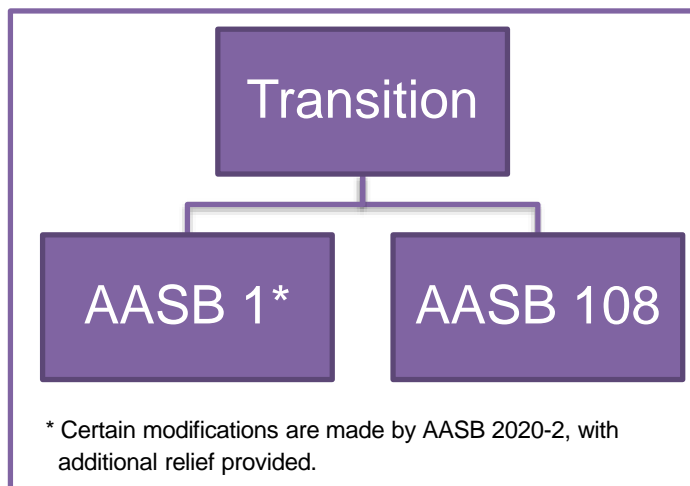 Transition
AASB 1*
AASB 108
* Certain modifications are made by AASB 2020-2, with
additional relief provided.